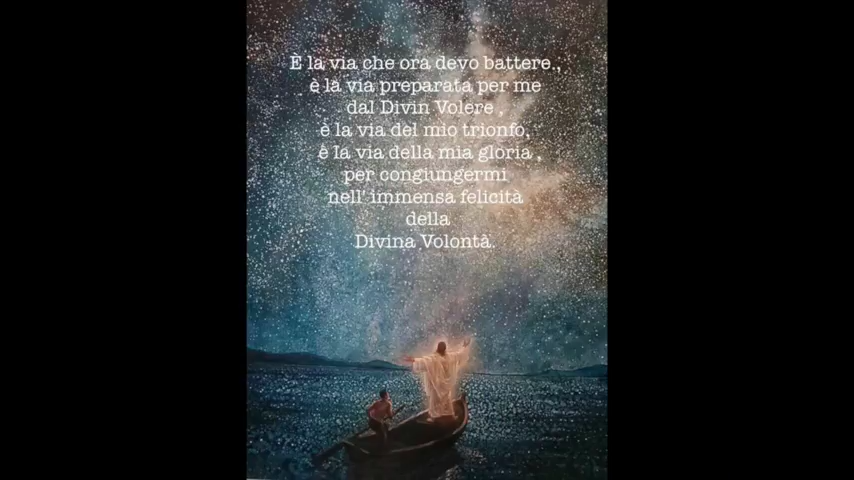 È la via che ora devo battere.,
è la via preparata per me
dal Divin Volere ,
è la via del mio trionfo,
è la via della mia gloria ,
per congiungermi
nell' immensa felicità
della
Divina Volontà.